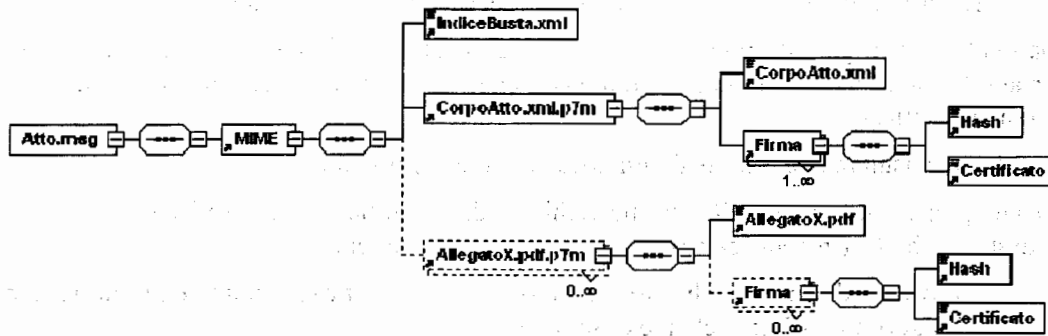 IndiceBusta.xml
CorpoAtto.xml
CorpoAtto.xml.p7m
Hash
Atto.msg
MIME
Firma
1..∞
Certificato
AllegatoX.pdf
AllegatoX.pdf.p7m
0..∞
Hash
Firma
0..∞
Certificato